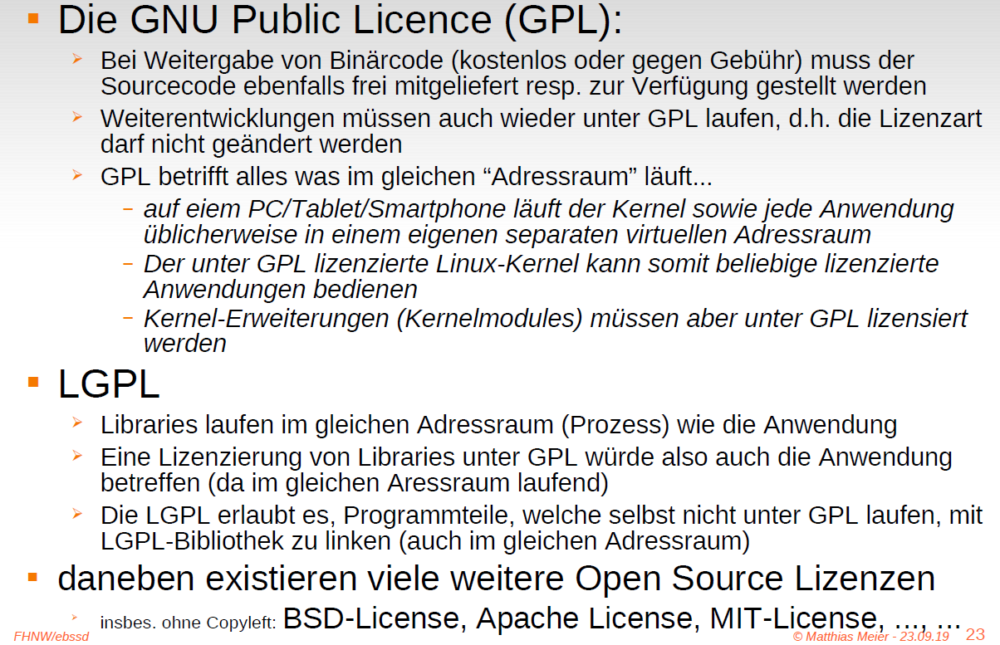 Die GNU Public Licence (GPL):
Bei Weitergabe von Binärcode (kostenlos oder gegen Gebühr) muss der
Sourcecode ebenfalls frei mitgeliefert resp. zur Verfügung gestellt werden
Weiterentwicklungen müssen auch wieder unter GPL laufen, d.h. die Lizenzart
darf nicht geändert werden
GPL betrifft alles was im gleichen “Adressraum” läuft...
– auf eiem PC/Tablet/Smartphone läuft der Kernel sowie jede Anwendung
üblicherweise in einem eigenen separaten virtuellen Adressraum
– Der unter GPL lizenzierte Linux-Kernel kann somit beliebige lizenzierte
Anwendungen bedienen
– Kernel-Erweiterungen (Kernelmodules) müssen aber unter GPL lizensiert
werden
LGPL
Libraries laufen im gleichen Adressraum (Prozess) wie die Anwendung
Eine Lizenzierung von Libraries unter GPL würde also auch die Anwendung
betreffen (da im gleichen Aressraum laufend)
Die LGPL erlaubt es, Programmteile, welche selbst nicht unter GPL laufen, mit
LGPL-Bibliothek zu linken (auch im gleichen Adressraum)
daneben existieren viele weitere Open Source Lizenzen
insbes. ohne Copyleft: BSD-License, Apache License, MIT-License, ..., ...
FHNW/ebssd
© Matthias Meier - 23.09.19 23